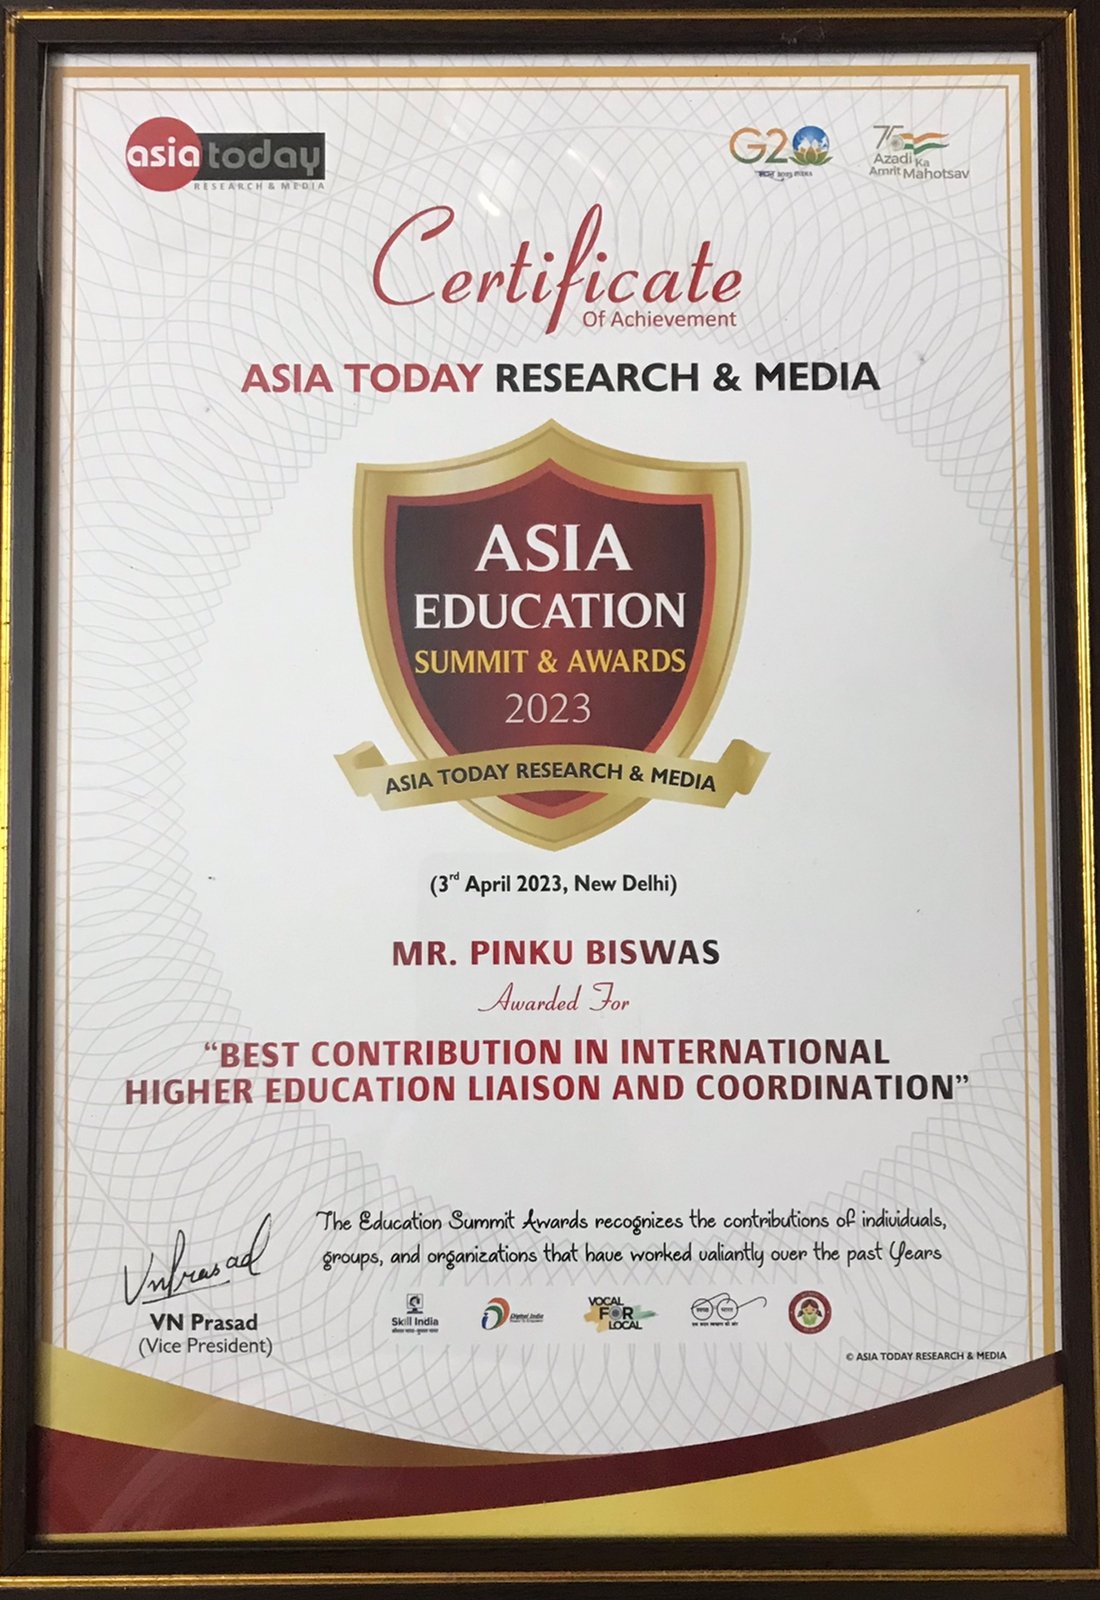 asiatoday
RESEARCH & MEDIA
G20
2023 INDIA
75
Azadi Ka
Amrit Mahotsav
Certificate
Of Achievement
ASIA TODAY RESEARCH & MEDIA
ASIA
EDUCATION
SUMMIT & AWARDS
2023
ASIA TODAY RESEARCH & MEDIA
(3rd April 2023, New Delhi)
MR. PINKU BISWAS
Awarded For
“BEST CONTRIBUTION IN INTERNATIONAL
HIGHER EDUCATION LIAISON AND COORDINATION”
The Education Summit Awards recognizes the contributions of individuals,
groups, and organizations that have worked valiantly over the past Years
VNPrasad
VN Prasad
(Vice President)
Skill India
Digital India
VOCAL
FOR
LOCAL
© ASIA TODAY RESEARCH & MEDIA